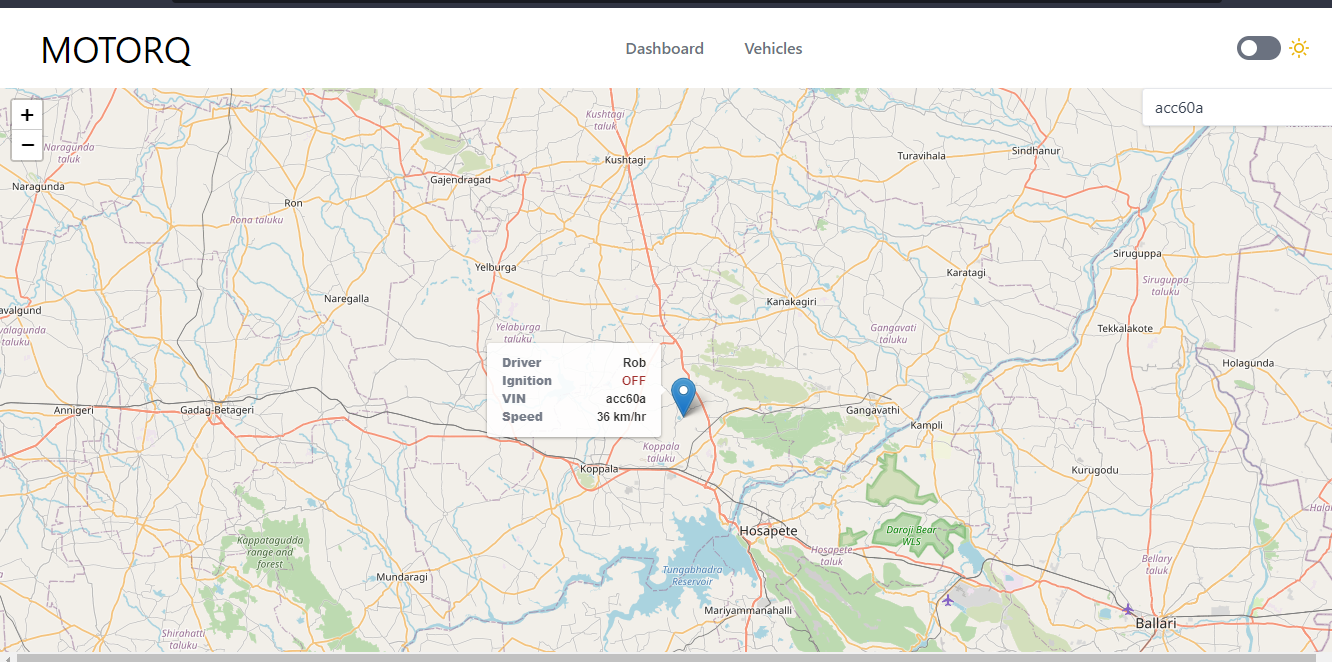 MOTORQ
Dashboard
Vehicles
+
−
acc60a
Kushtagi
taluk
Naragunda
taluk
Kushtagi
Turavihala
Sindhanur
Naragunda
Gajendragad
Ron
Rona taluku
Siruguppa
Yelburga
Karatagi
Siruguppa
taluku
Naregalla
Kanakagiri
avalgund
valagunda
taluku
Yelaburga
taluku
Gangavati
taluku
Tekkalakote
Holagunda
Driver Rob
Ignition OFF
VIN acc60a
Speed 36 km/hr
Annigeri
Gadag-Betageri
Gangavathi
Kampli
Koppala
taluku
Koppala
Kurugodu
Hala
Hosapete
Daroji Bear
WLS
Kappatagudda
range and
forest
Hosapete
taluk
Bellary
taluk
Tungabhadra
Reservoir
Mundaragi
Mariyammanahalli
Ballari
Shirahatti
taluku